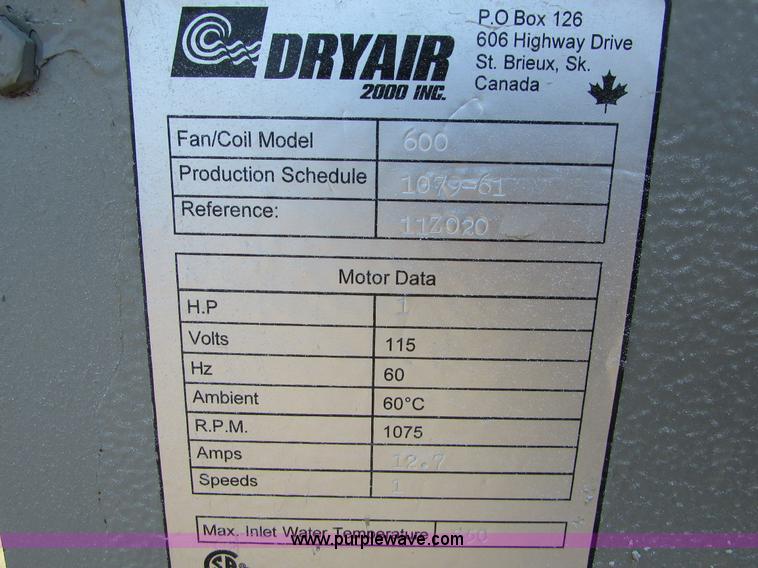 DRYAIR
2000 INC.
P.O Box 126
606 Highway Drive
St. Brieux, Sk.
Canada
Fan/Coil Model 600
Production Schedule 1079-61
Reference: 11Z020
Motor Data
H.P 1
Volts 115
Hz 60
Ambient 60°C
R.P.M. 1075
Amps 12.7
Speeds 1
Max. Inlet Water Temperature
www.purplewave.com